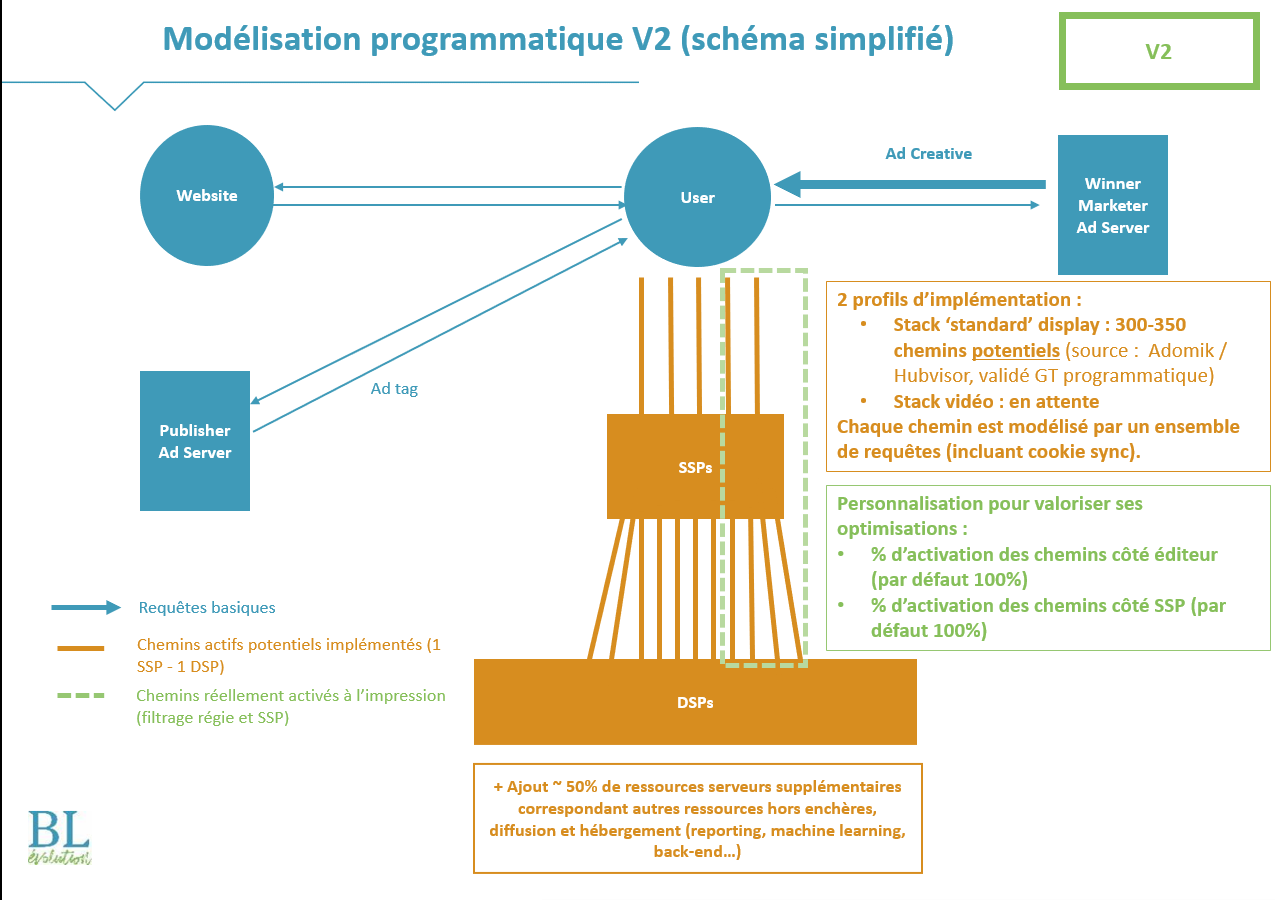 Modélisation programmatique V2 (schéma simplifié)
V2
Website
User
Ad Creative
Winner
Marketer
Ad Server
2 profils d’implémentation :
• Stack ‘standard’ display : 300-350
chemins potentiels (source : Adomik /
Hubvisor, validé GT programmatique)
• Stack vidéo : en attente
Chaque chemin est modélisé par un ensemble
de requêtes (incluant cookie sync).
Ad tag
Publisher
Ad Server
SSPs
Personnalisation pour valoriser ses
optimisations :
• % d’activation des chemins côté éditeur
(par défaut 100%)
• % d’activation des chemins côté SSP (par
défaut 100%)
Requêtes basiques
Chemins actifs potentiels implémentés (1
SSP - 1 DSP)
Chemins réellement activés à l’impression
(filtrage régie et SSP)
DSPs
+ Ajout ~ 50% de ressources serveurs supplémentaires
correspondant autres ressources hors enchères,
diffusion et hébergement (reporting, machine learning,
back-end…)
BL
évolution